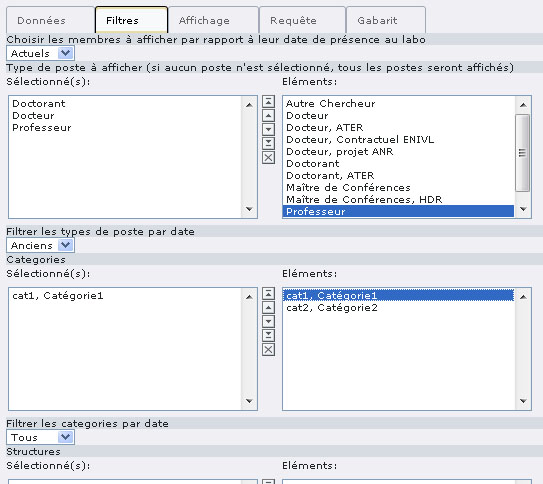 Données Filtres Affichage Requête Gabarit
Choisir les membres à afficher par rapport à leur date de présence au labo
Actuels
Type de poste à afficher (si aucun poste n'est sélectionné, tous les postes seront affichés)
Sélectionné(s): Eléments:
Doctorant
Docteur
Professeur
Autre Chercheur
Docteur
Docteur, ATER
Docteur, Contractuel ENIVL
Docteur, projet ANR
Doctorant
Doctorant, ATER
Maître de Conférences
Maître de Conférences, HDR
Professeur
Filtrer les types de poste par date
Anciens
Categories
Sélectionné(s): Eléments:
cat1, Catégorie1
cat1, Catégorie1
cat2, Catégorie2
Filtrer les categories par date
Tous
Structures
Sélectionné(s): Eléments: